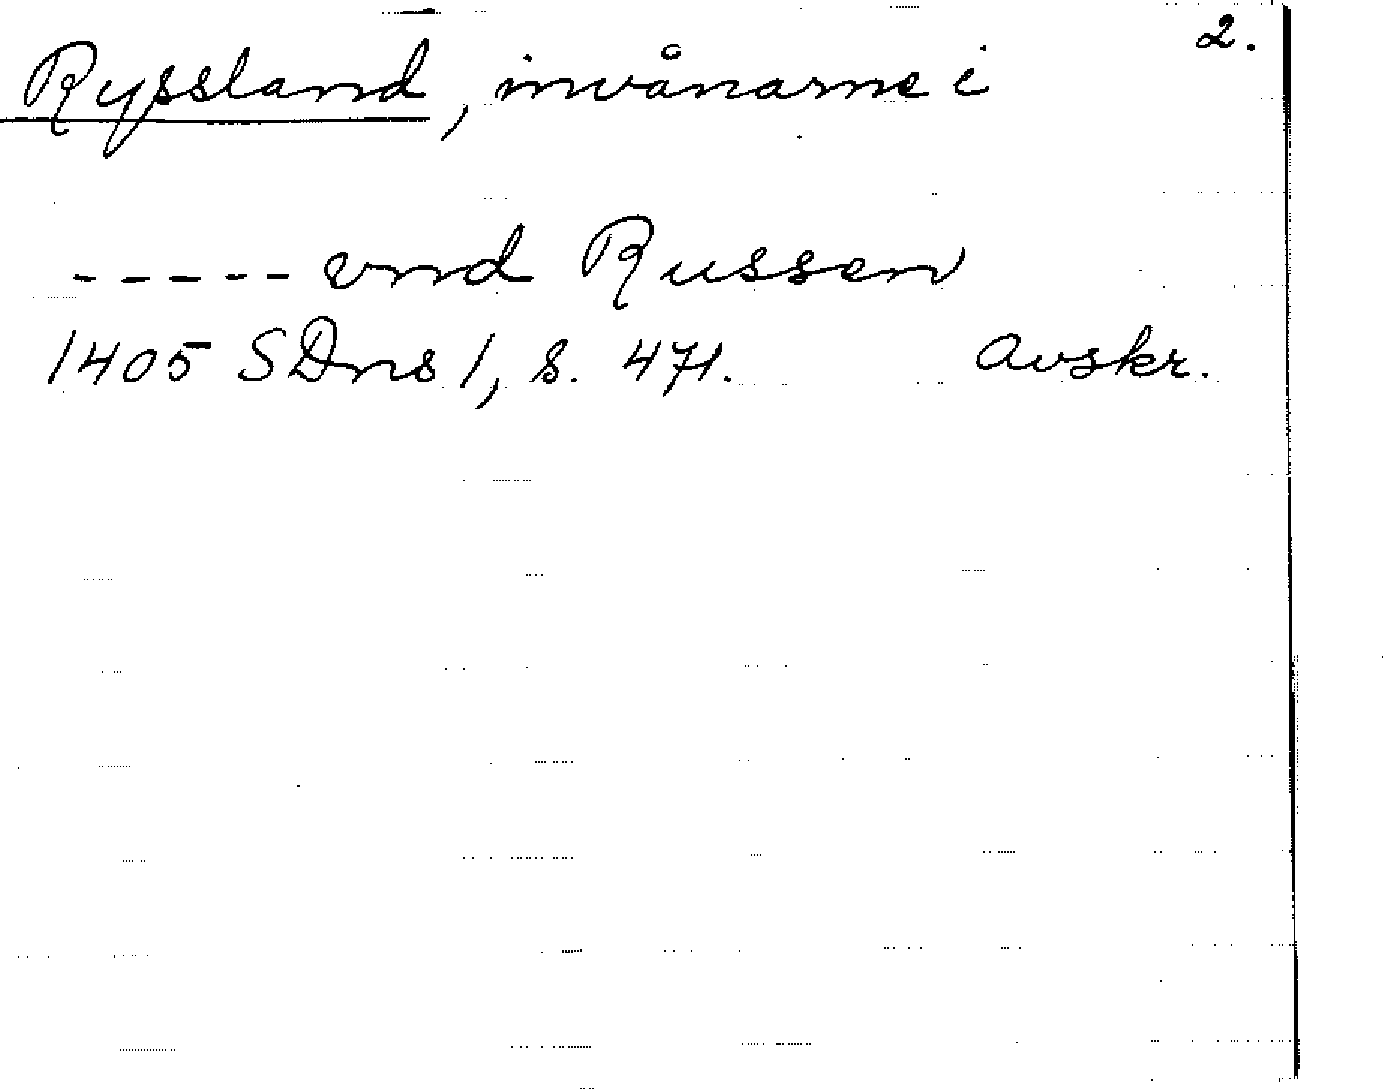 2.
Ryssland, invånarne i
----- vnd Russen
1405 SDns 1, s. 471. Avskr.